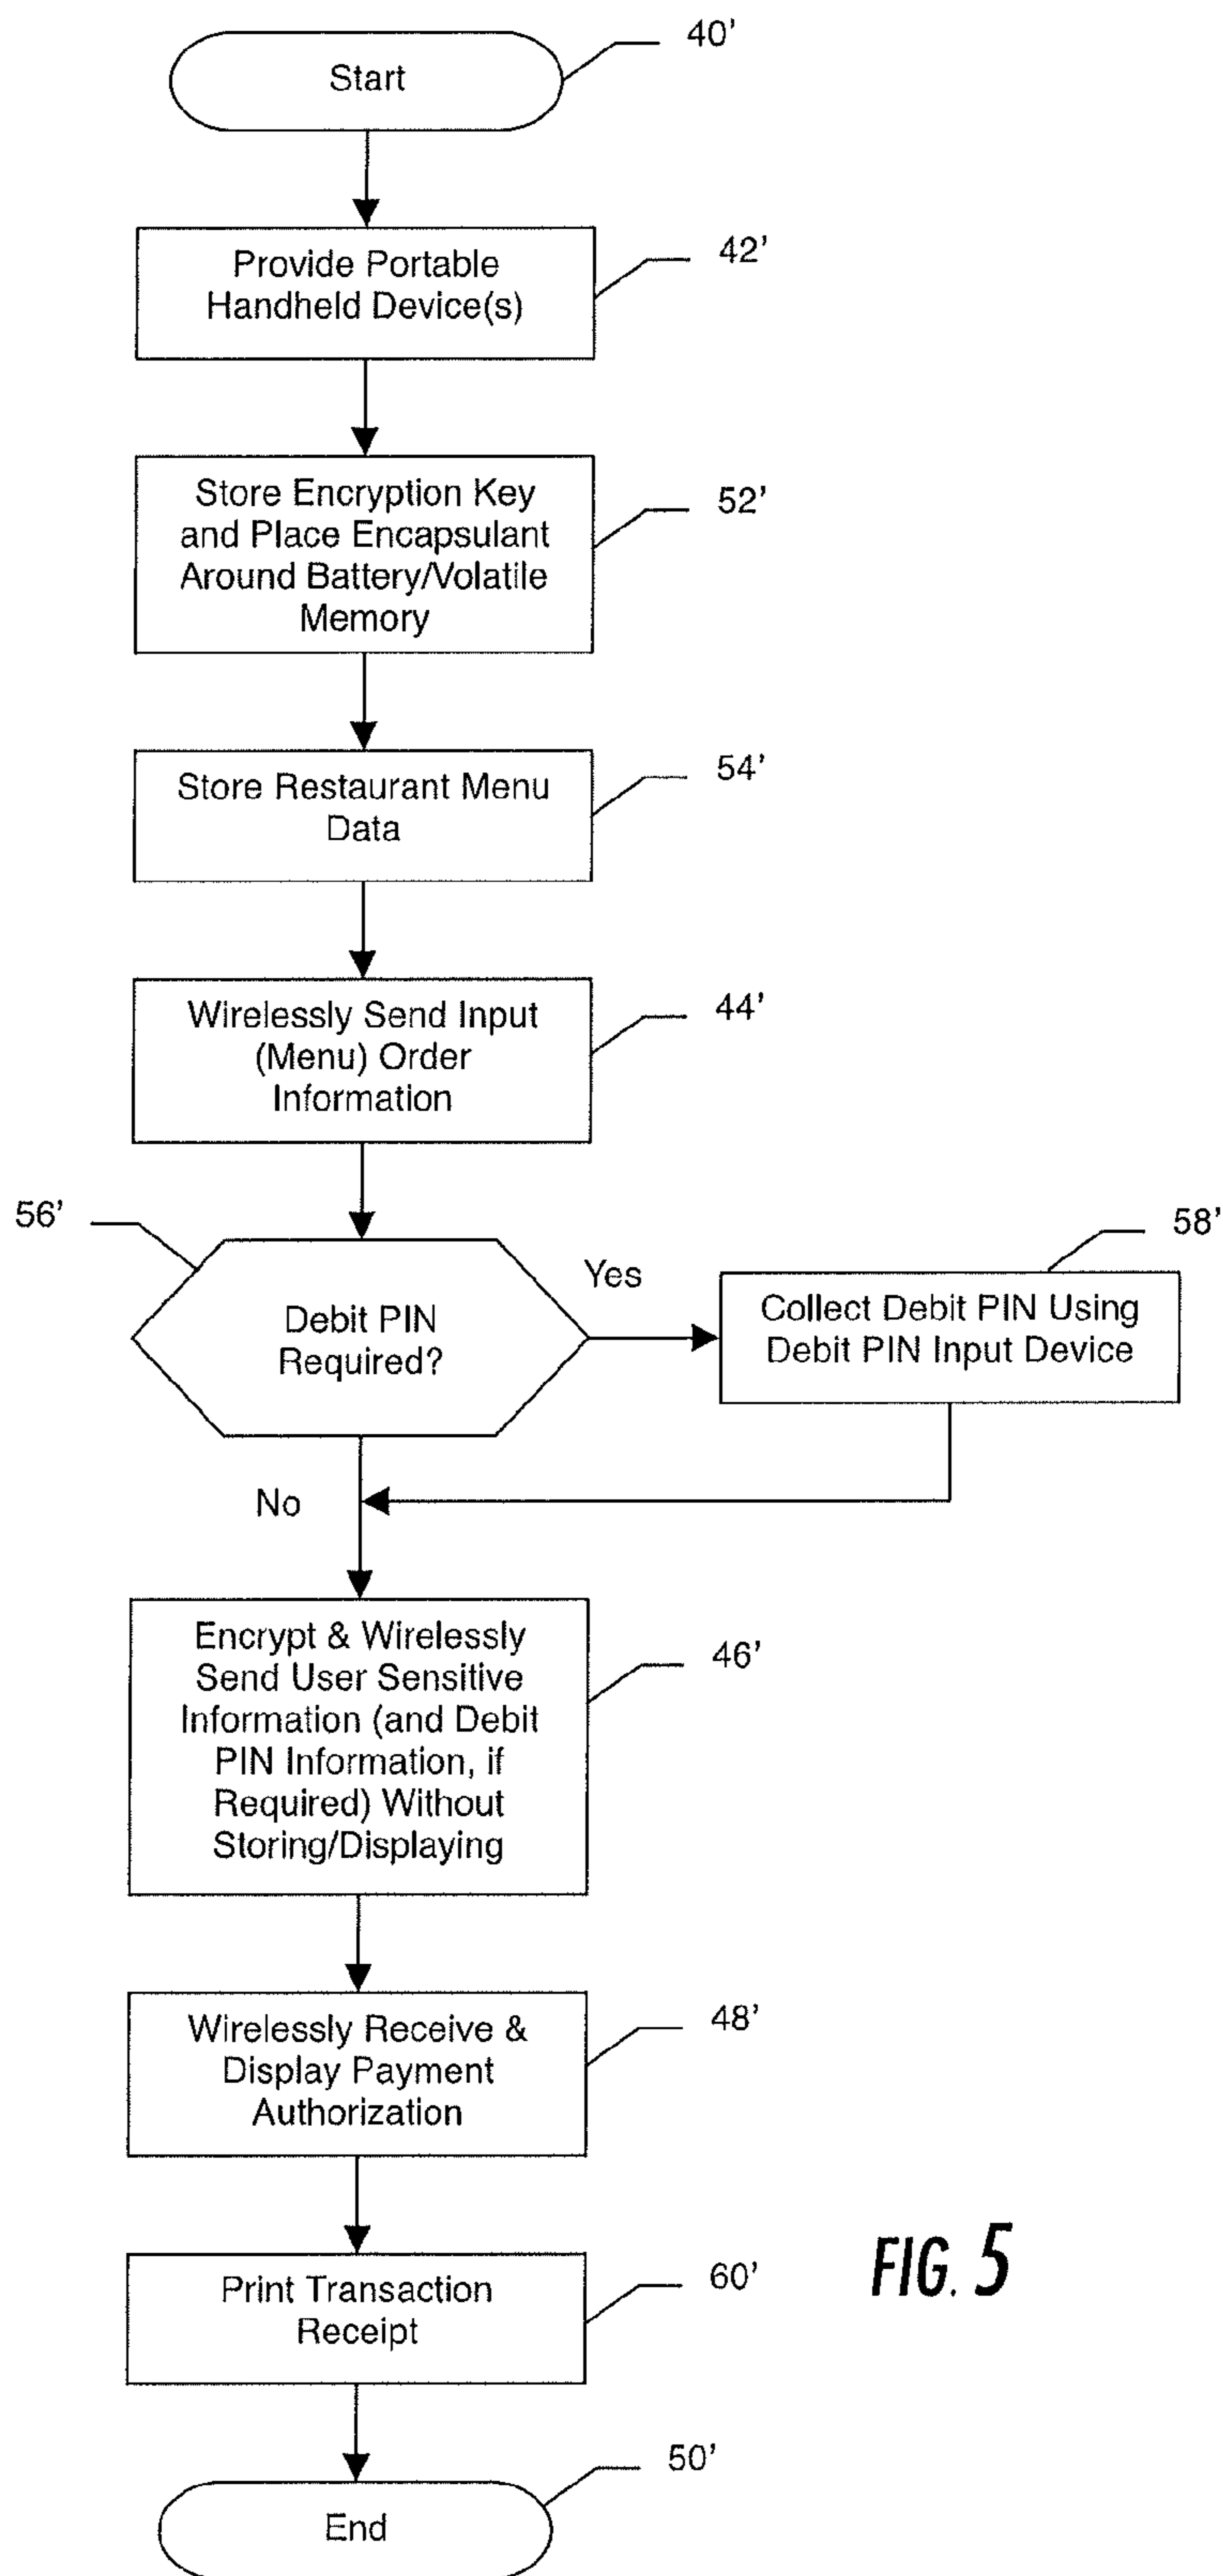 40’
Start
42’
Provide Portable
Handheld Device(s)
52’
Store Encryption Key
and Place Encapsulant
Around Battery/Volatile
Memory
54’
Store Restaurant Menu
Data
44’
Wirelessly Send Input
(Menu) Order
Information
56’
58’
Debit PIN
Required?
Yes
Collect Debit PIN Using
Debit PIN Input Device
No
46’
Encrypt & Wirelessly
Send User Sensitive
Information (and Debit
PIN Information, if
Required) Without
Storing/Displaying
48’
Wirelessly Receive &
Display Payment
Authorization
60’
Print Transaction
Receipt
FIG. 5
50’
End